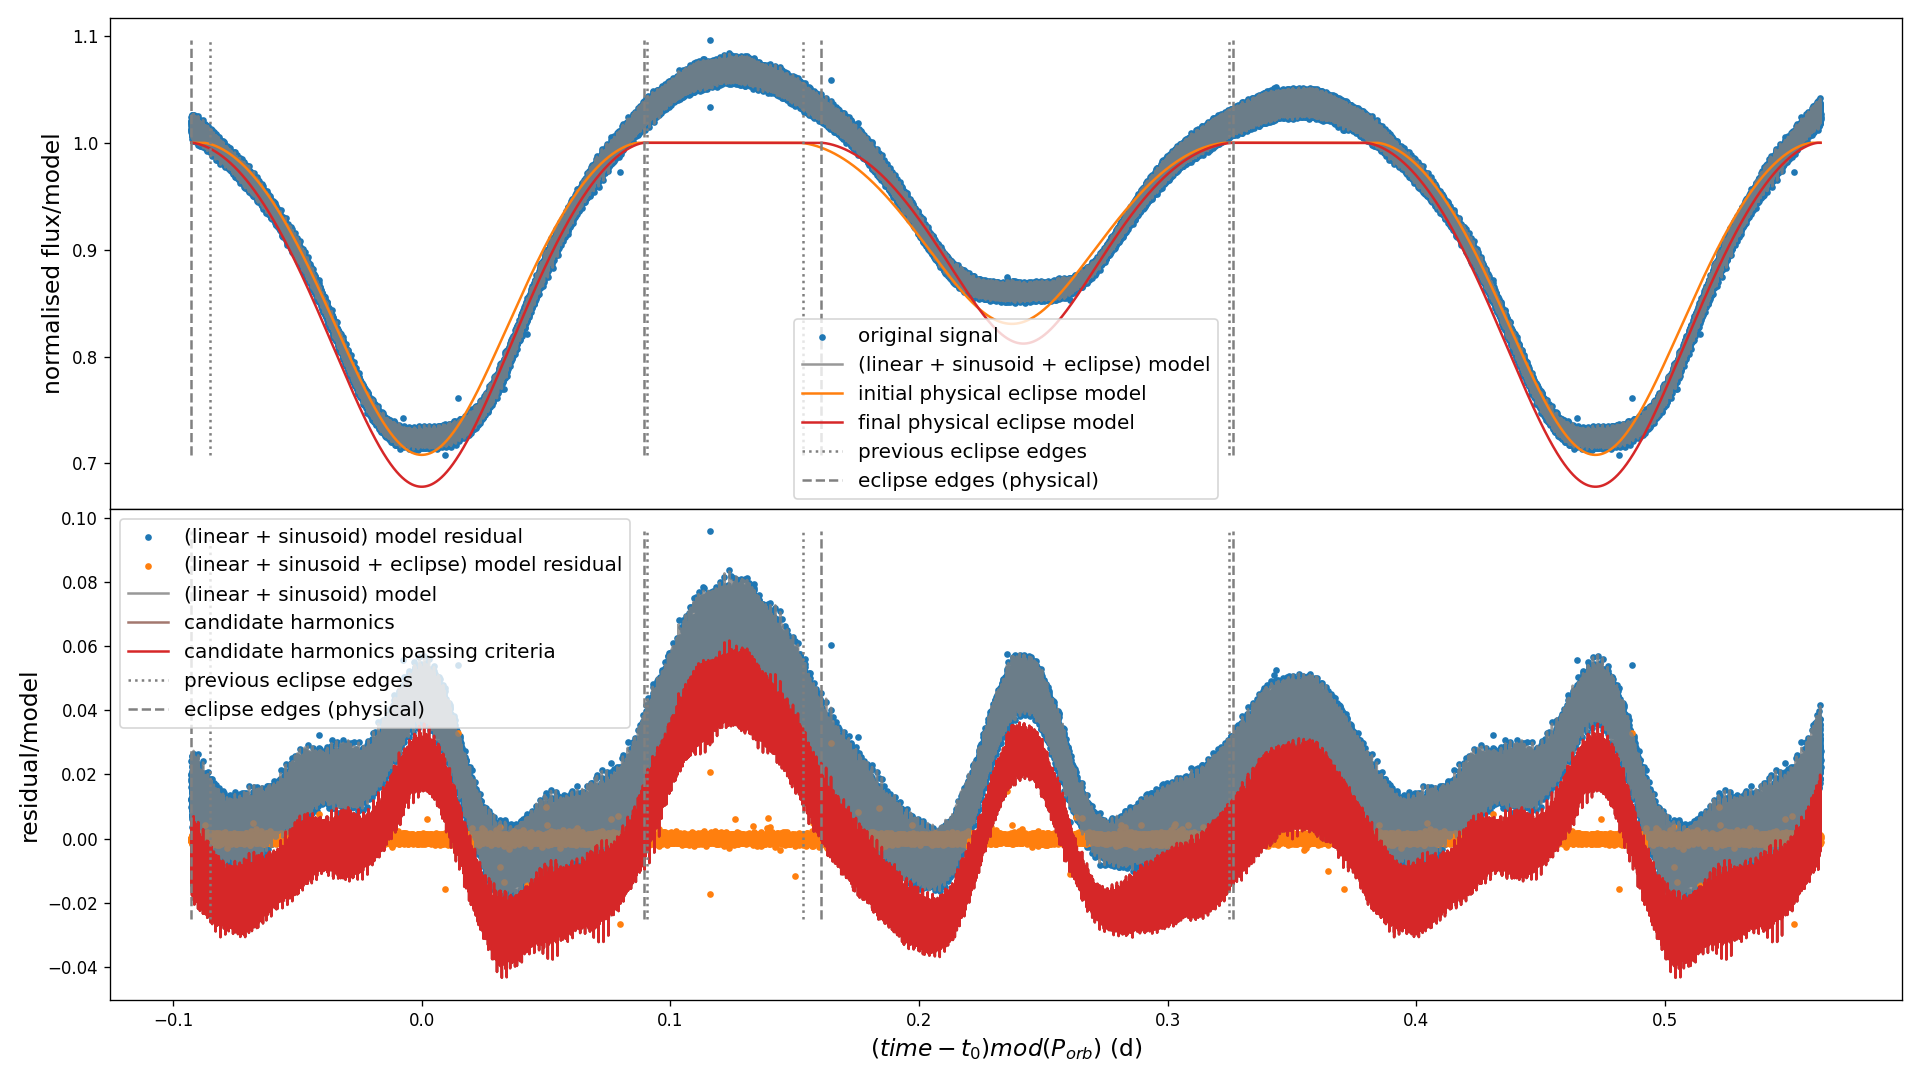 normalised flux/model
1.1
1.0
0.9
0.8
0.7
original signal
(linear + sinusoid + eclipse) model
initial physical eclipse model
final physical eclipse model
previous eclipse edges
eclipse edges (physical)
residual/model
0.10
0.08
0.06
0.04
0.02
0.00
−0.02
−0.04
(linear + sinusoid) model residual
(linear + sinusoid + eclipse) model residual
(linear + sinusoid) model
candidate harmonics
candidate harmonics passing criteria
previous eclipse edges
eclipse edges (physical)
−0.1 0.0 0.1 0.2 0.3 0.4 0.5
(time − t₀)mod(P_orb) (d)